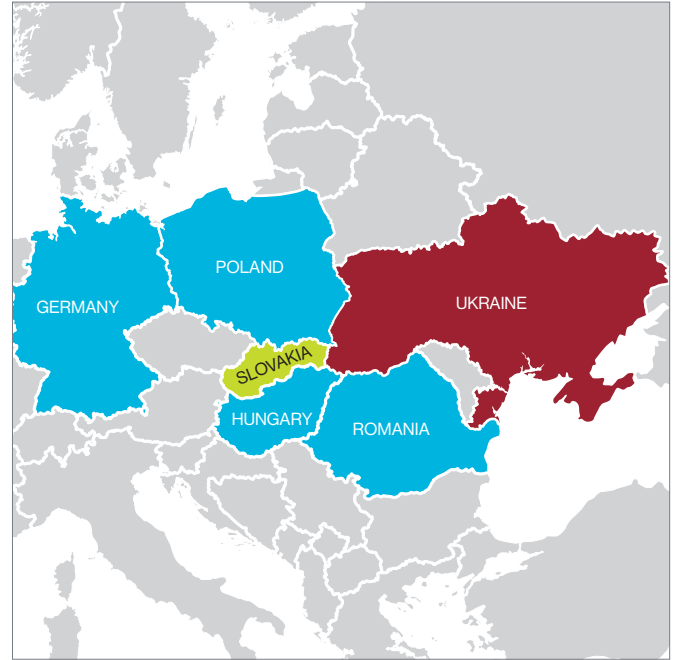 POLAND
GERMANY
UKRAINE
SLOVAKIA
HUNGARY
ROMANIA